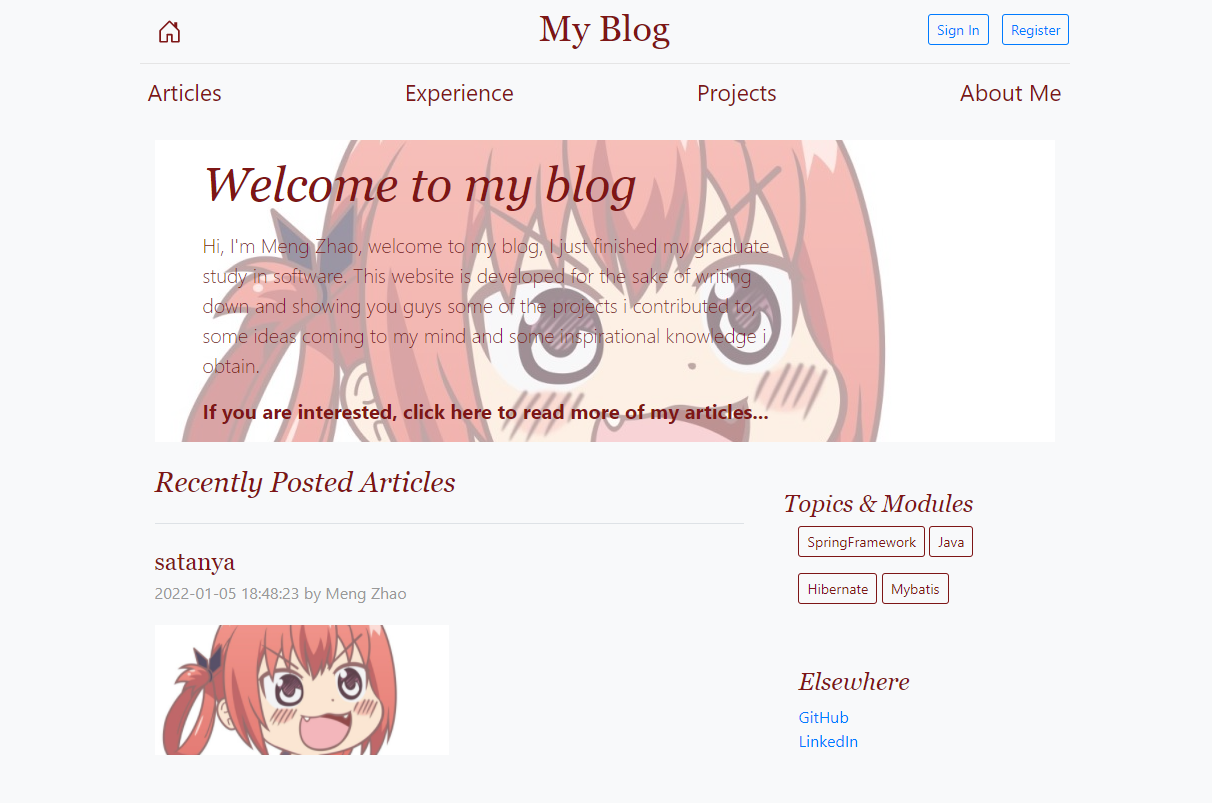 My Blog
Sign In
Register
Articles
Experience
Projects
About Me
Welcome to my blog
Hi, I'm Meng Zhao, welcome to my blog, I just finished my graduate
study in software. This website is developed for the sake of writing
down and showing you guys some of the projects i contributed to,
some ideas coming to my mind and some inspirational knowledge i
obtain.
If you are interested, click here to read more of my articles...
Recently Posted Articles
satanya
2022-01-05 18:48:23 by Meng Zhao
Topics & Modules
SpringFramework
Java
Hibernate
Mybatis
Elsewhere
GitHub
LinkedIn